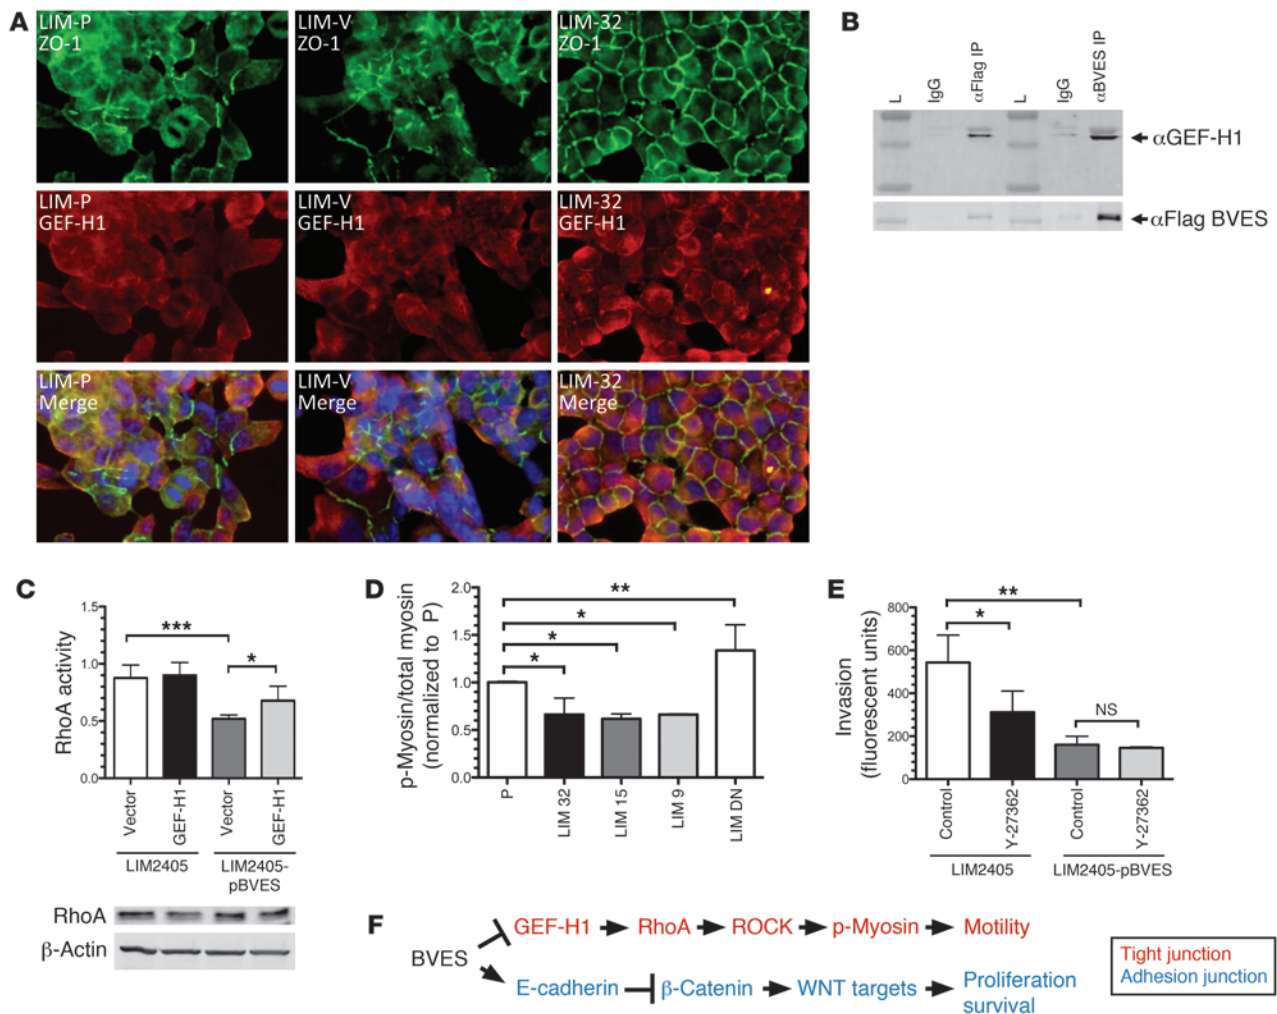 A
LIM-P
ZO-1
LIM-V
ZO-1
LIM-32
ZO-1
LIM-P
GEF-H1
LIM-V
GEF-H1
LIM-32
GEF-H1
LIM-P
Merge
LIM-V
Merge
LIM-32
Merge
B
L
IgG
αFlag IP
L
IgG
αBVES IP
αGEF-H1
αFlag BVES
C
RhoA activity
1.5
1.0
0.5
0.0
***
*
Vector
GEF-H1
Vector
GEF-H1
LIM2405
LIM2405-
pBVES
RhoA
β-Actin
D
p-Myosin/total myosin
(normalized to P)
2.0
1.5
1.0
0.5
0.0
**
*
*
*
P
LIM 32
LIM 15
LIM 9
LIM DN
E
Invasion
(fluorescent units)
800
600
400
200
0
**
*
NS
Control
Y-27362
Control
Y-27362
LIM2405
LIM2405-pBVES
F
BVES
GEF-H1 RhoA ROCK p-Myosin Motility
E-cadherin β-Catenin WNT targets Proliferation
survival
Tight junction
Adhesion junction